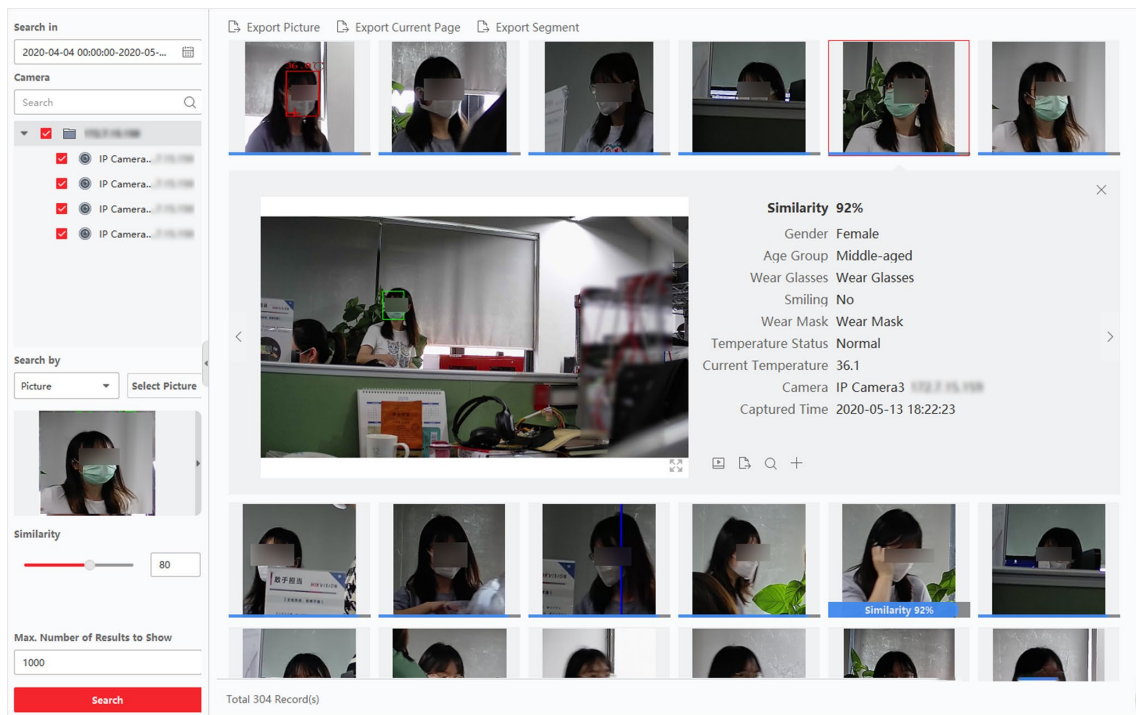 Search in
2020-04-04 00:00:00-2020-05-...
Camera
Search
IP Camera..
IP Camera..
IP Camera..
IP Camera..
Search by
Picture
Select Picture
Similarity
80
Max. Number of Results to Show
1000
Search
Export Picture
Export Current Page
Export Segment
Similarity 92%
Gender Female
Age Group Middle-aged
Wear Glasses Wear Glasses
Smiling No
Wear Mask Wear Mask
Temperature Status Normal
Current Temperature 36.1
Camera IP Camera3
Captured Time 2020-05-13 18:22:23
敢于担当
Similarity 92%
Total 304 Record(s)